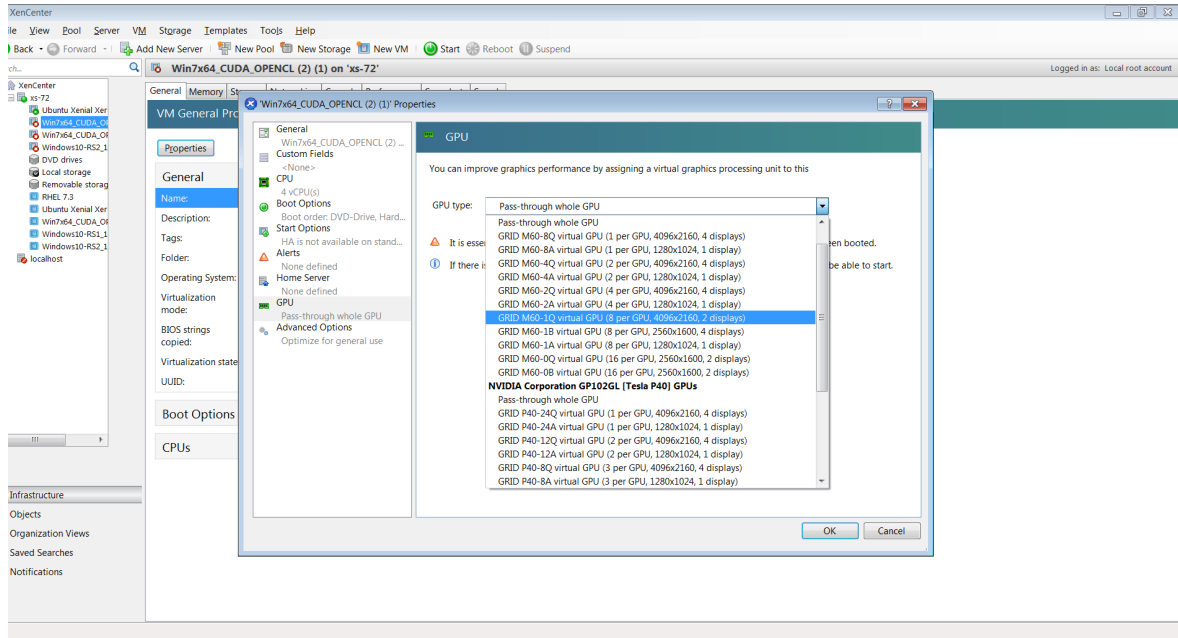 XenCenter
ile View Pool Server VM Storage Templates Tools Help
Back Forward Add New Server New Pool New Storage New VM Start Reboot Suspend
ch...
Win7x64_CUDA_OPENCL (2) (1) on 'xs-72'
Logged in as: Local root account
XenCenter
xs-72
Ubuntu Xenial Xer
Win7x64_CUDA_OI
Win7x64_CUDA_OF
Windows10-RS2_1
DVD drives
Local storage
Removable storag
RHEL 7.3
Ubuntu Xenial Xer
Win7x64_CUDA_OF
Windows10-RS1_1
Windows10-RS2_1
localhost
Infrastructure
Objects
Organization Views
Saved Searches
Notifications
General Memory St
VM General Pro
Properties
General
Name:
Description:
Tags:
Folder:
Operating System:
Virtualization
mode:
BIOS strings
copied:
Virtualization state
UUID:
Boot Options
CPUs
'Win7x64_CUDA_OPENCL (2) (1)' Properties
General
Win7x64_CUDA_OPENCL (2) ...
Custom Fields
<None>
CPU
4 vCPU(s)
Boot Options
Boot order: DVD-Drive, Hard...
Start Options
HA is not available on stand...
Alerts
None defined
Home Server
None defined
GPU
Pass-through whole GPU
Advanced Options
Optimize for general use
GPU
You can improve graphics performance by assigning a virtual graphics processing unit to this
GPU type: Pass-through whole GPU
It is esse
en booted.
If there i
be able to start.
Pass-through whole GPU
GRID M60-8Q virtual GPU (1 per GPU, 4096x2160, 4 displays)
GRID M60-8A virtual GPU (1 per GPU, 1280x1024, 1 display)
GRID M60-4Q virtual GPU (2 per GPU, 4096x2160, 4 displays)
GRID M60-4A virtual GPU (2 per GPU, 1280x1024, 1 display)
GRID M60-2Q virtual GPU (4 per GPU, 4096x2160, 4 displays)
GRID M60-2A virtual GPU (4 per GPU, 1280x1024, 1 display)
GRID M60-1Q virtual GPU (8 per GPU, 4096x2160, 2 displays)
GRID M60-1B virtual GPU (8 per GPU, 2560x1600, 4 displays)
GRID M60-1A virtual GPU (8 per GPU, 1280x1024, 1 display)
GRID M60-0Q virtual GPU (16 per GPU, 2560x1600, 2 displays)
GRID M60-0B virtual GPU (16 per GPU, 2560x1600, 2 displays)
NVIDIA Corporation GP102GL [Tesla P40] GPUs
Pass-through whole GPU
GRID P40-24Q virtual GPU (1 per GPU, 4096x2160, 4 displays)
GRID P40-24A virtual GPU (1 per GPU, 1280x1024, 1 display)
GRID P40-12Q virtual GPU (2 per GPU, 4096x2160, 4 displays)
GRID P40-12A virtual GPU (2 per GPU, 1280x1024, 1 display)
GRID P40-8Q virtual GPU (3 per GPU, 4096x2160, 4 displays)
GRID P40-8A virtual GPU (3 per GPU, 1280x1024, 1 display)
OK Cancel